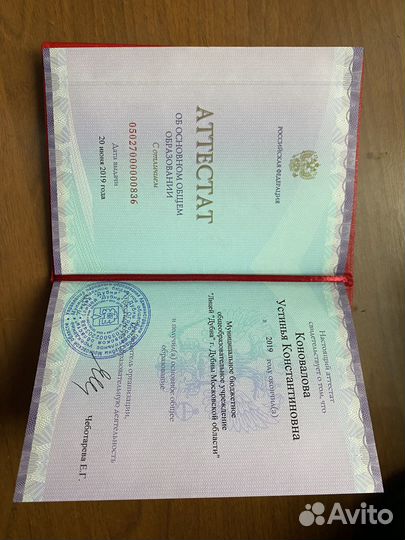 РОССИЙСКАЯ ФЕДЕРАЦИЯ
АТТЕСТАТ
ОБ ОСНОВНОМ ОБЩЕМ
ОБРАЗОВАНИИ
С отличием
05027000000836
Дата выдачи
20 июня 2019 года
Настоящий аттестат
свидетельствует о том, что
Коновалова
Устинья Константиновна
в 2019 году окончил(а)
Муниципальное бюджетное
общеобразовательное учреждение
"Лицей "Дубна" г. Дубны Московской области"
и получил(а) основное общее
образование
организации,
деятельность
Чеботарева Е.Г.
Avito